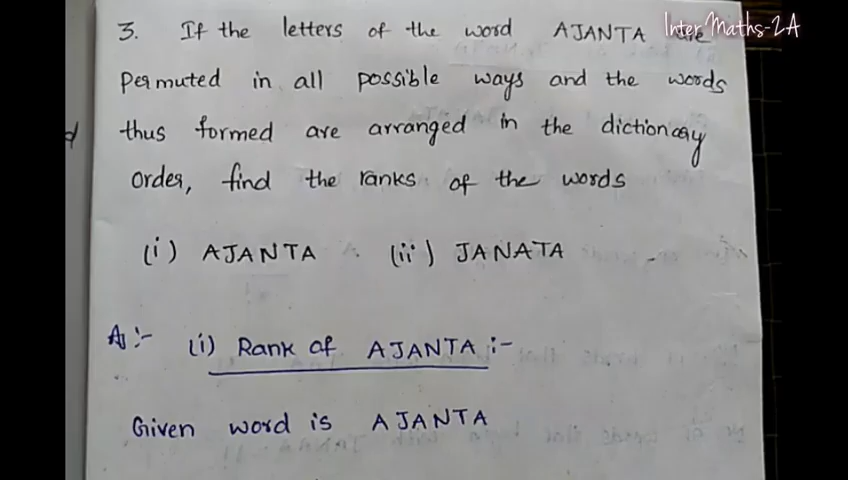 Inter Maths-2A
3. If the letters of the word AJANTA are
Permuted in all possible ways and the words
thus formed are arranged in the dictionary
order, find the ranks of the words
(i) AJANTA (ii) JANATA
A:- (i) Rank of AJANTA :-
Given word is AJANTA